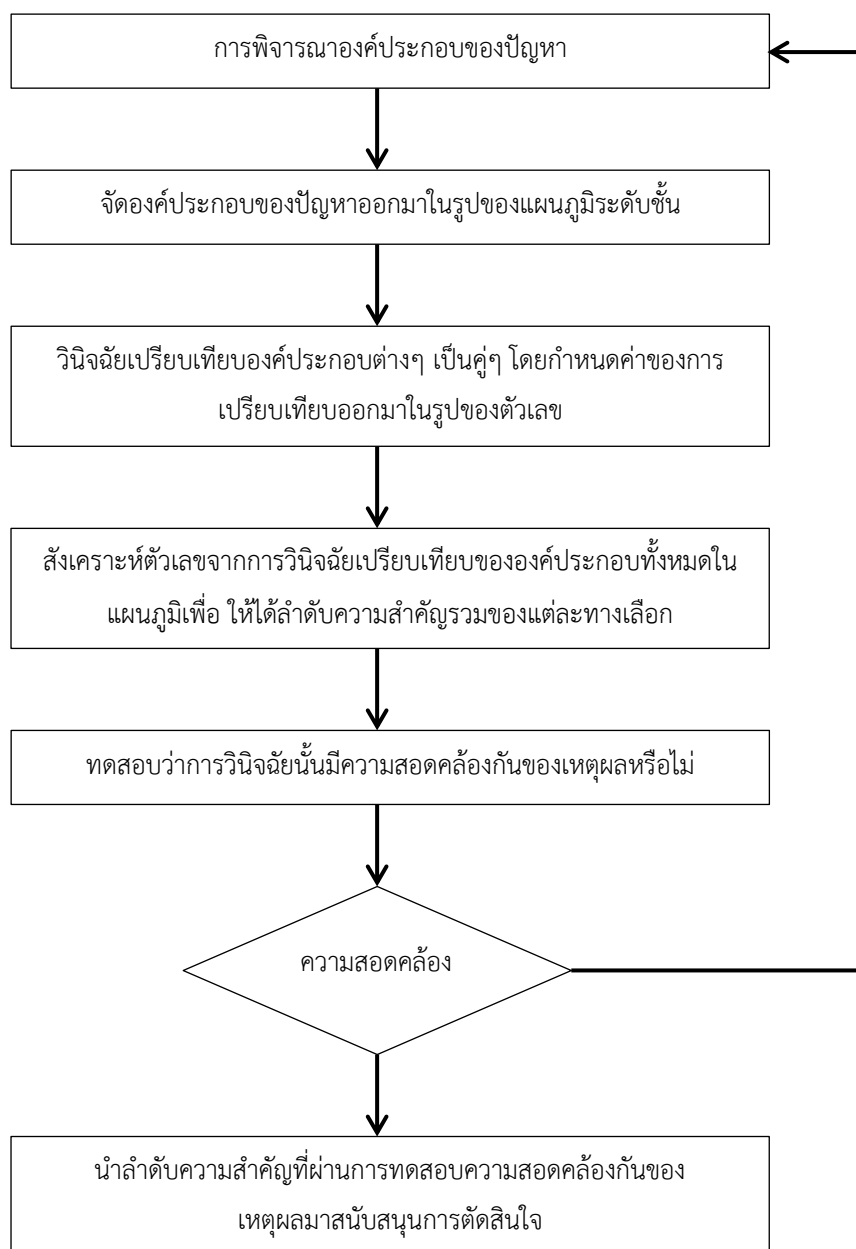 การพิจารณาองค์ประกอบของปัญหา
จัดองค์ประกอบของปัญหาออกมาในรูปของแผนภูมิระดับชั้น
วินิจฉัยเปรียบเทียบองค์ประกอบต่างๆ เป็นคู่ๆ โดยกำหนดค่าของการ
เปรียบเทียบออกมาในรูปของตัวเลข
สังเคราะห์ตัวเลขจากการวินิจฉัยเปรียบเทียบขององค์ประกอบทั้งหมดใน
แผนภูมิเพื่อ ให้ได้ลำดับความสำคัญรวมของแต่ละทางเลือก
ทดสอบว่าการวินิจฉัยนั้นมีความสอดคล้องกันของเหตุผลหรือไม่
ความสอดคล้อง
นำลำดับความสำคัญที่ผ่านการทดสอบความสอดคล้องกันของ
เหตุผลมาสนับสนุนการตัดสินใจ